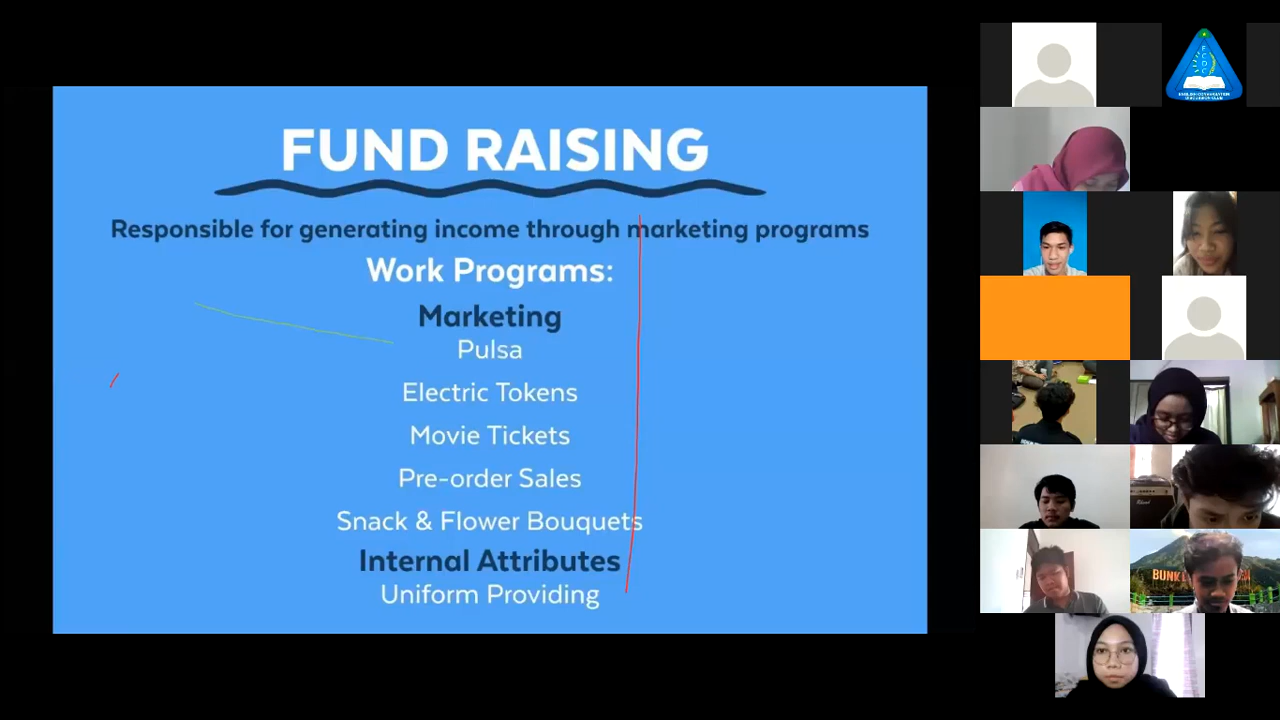 FUND RAISING
Responsible for generating income through marketing programs
Work Programs:
Marketing
Pulsa
Electric Tokens
Movie Tickets
Pre-order Sales
Snack & Flower Bouquets
Internal Attributes
Uniform Providing